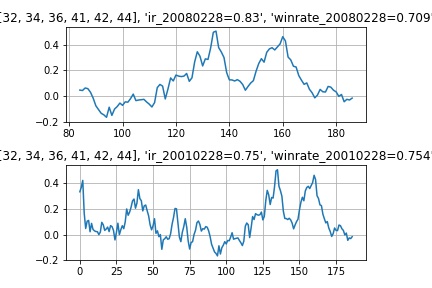 [32, 34, 36, 41, 42, 44], 'ir_20080228=0.83', 'winrate_20080228=0.709'
0.4
0.2
0.0
−0.2
80 100 120 140 160 180
[32, 34, 36, 41, 42, 44], 'ir_20010228=0.75', 'winrate_20010228=0.754'
0.4
0.2
0.0
−0.2
0 25 50 75 100 125 150 175